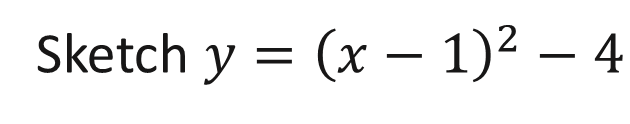 Sketch y = (x − 1)² − 4